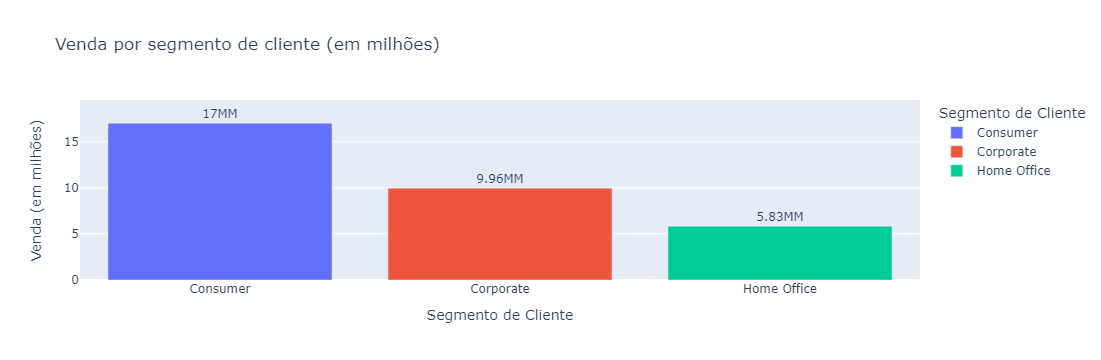 Venda por segmento de cliente (em milhões)
Venda (em milhões)
15
10
5
0
17MM
9.96MM
5.83MM
Consumer
Corporate
Home Office
Segmento de Cliente
Segmento de Cliente
Consumer
Corporate
Home Office